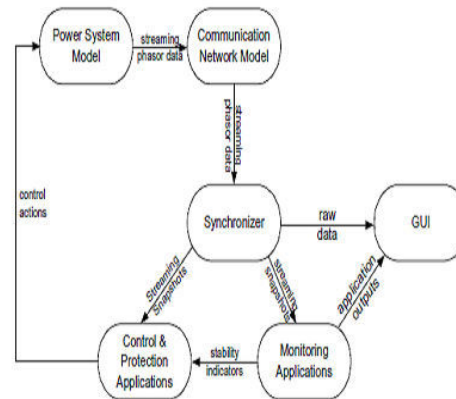 Power System
Model
streaming
phasor data
Communication
Network Model
streaming
phasor data
control
actions
Synchronizer
raw
data
GUI
Streaming
Snapshots
streaming
snapshots
application
outputs
Control &
Protection
Applications
stability
indicators
Monitoring
Applications